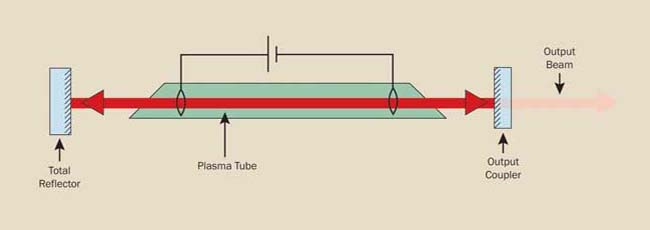 Output
Beam
Plasma Tube
Total
Reflector
Output
Coupler